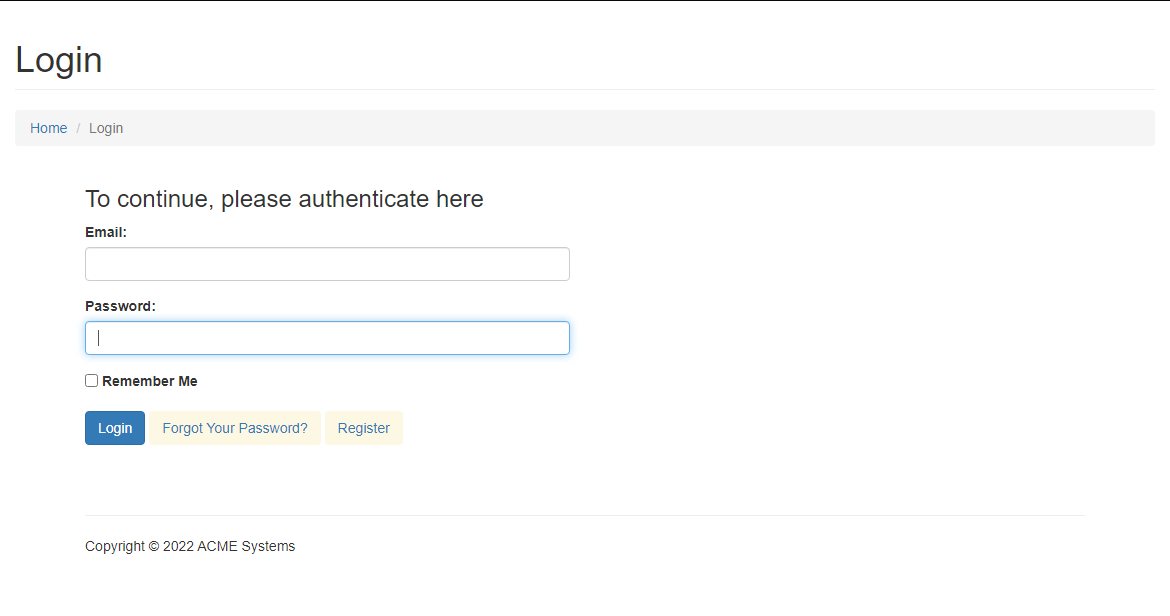 Login
Home / Login
To continue, please authenticate here
Email:
Password:
Remember Me
Login Forgot Your Password? Register
Copyright © 2022 ACME Systems